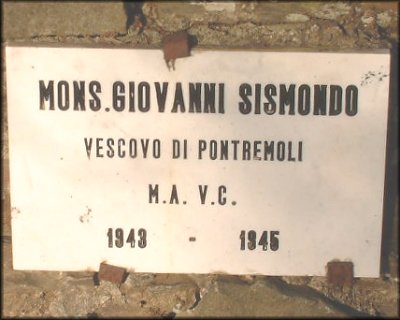 MONS. GIOVANNI SISMONDO
VESCOVO DI PONTREMOLI
M.A. V.C.
1943 - 1945